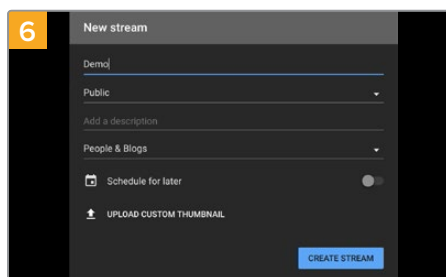 6
New stream
Demo
Public
Add a description
People & Blogs
Schedule for later
UPLOAD CUSTOM THUMBNAIL
CREATE STREAM